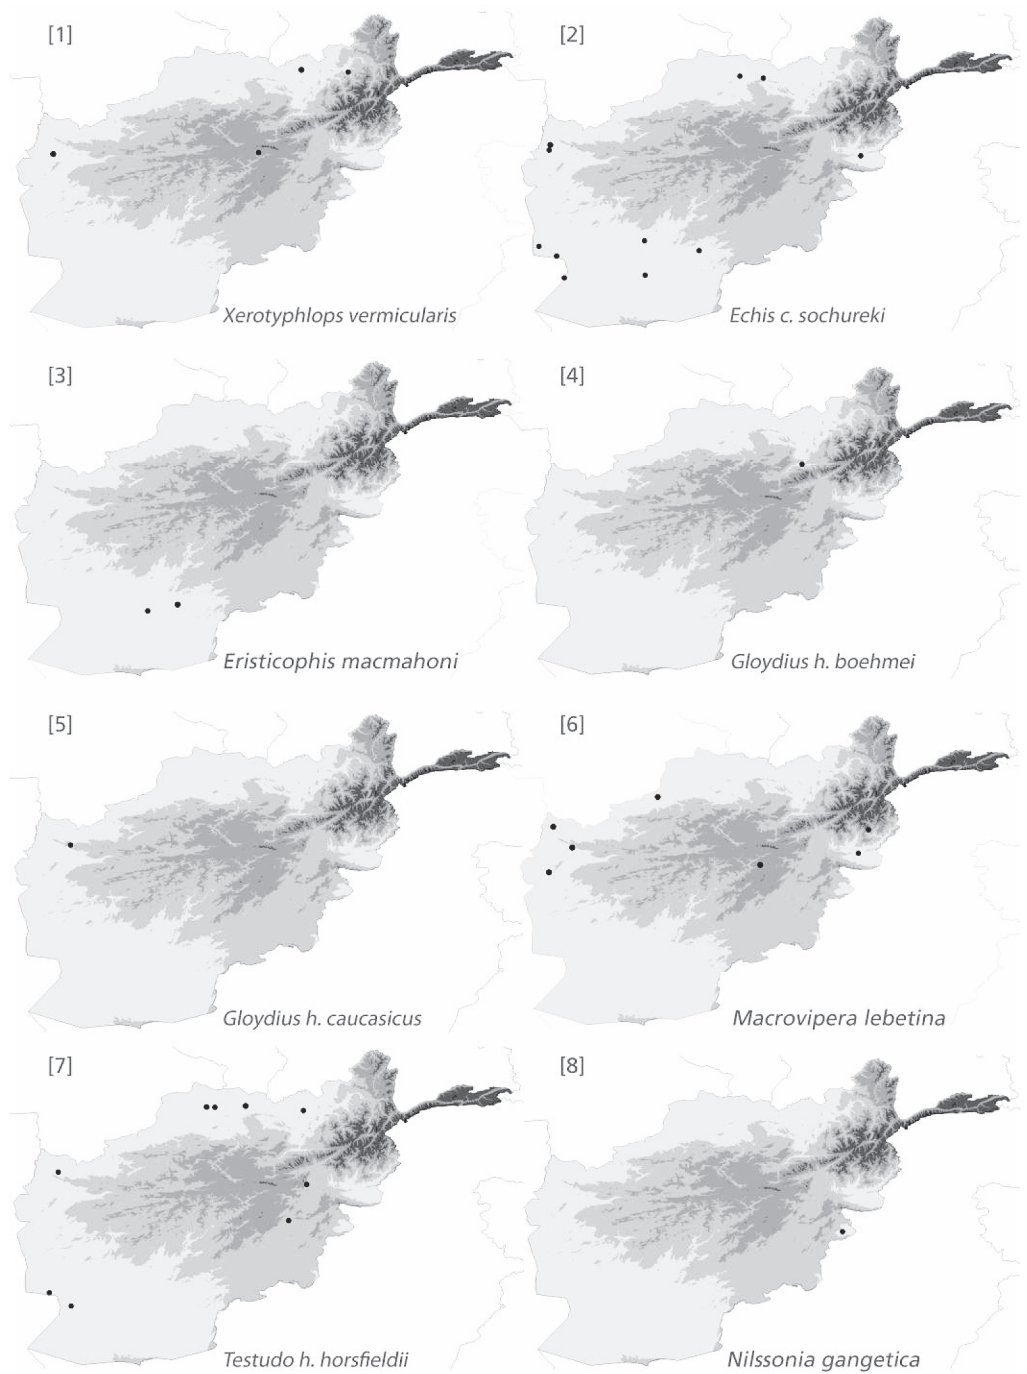 [1]
Xerotyphlops vermicularis
[2]
Echis c. sochureki
[3]
Eristicophis macmahoni
[4]
Gloydius h. boehmei
[5]
Gloydius h. caucasicus
[6]
Macrovipera lebetina
[7]
Testudo h. horsfieldii
[8]
Nilssonia gangetica